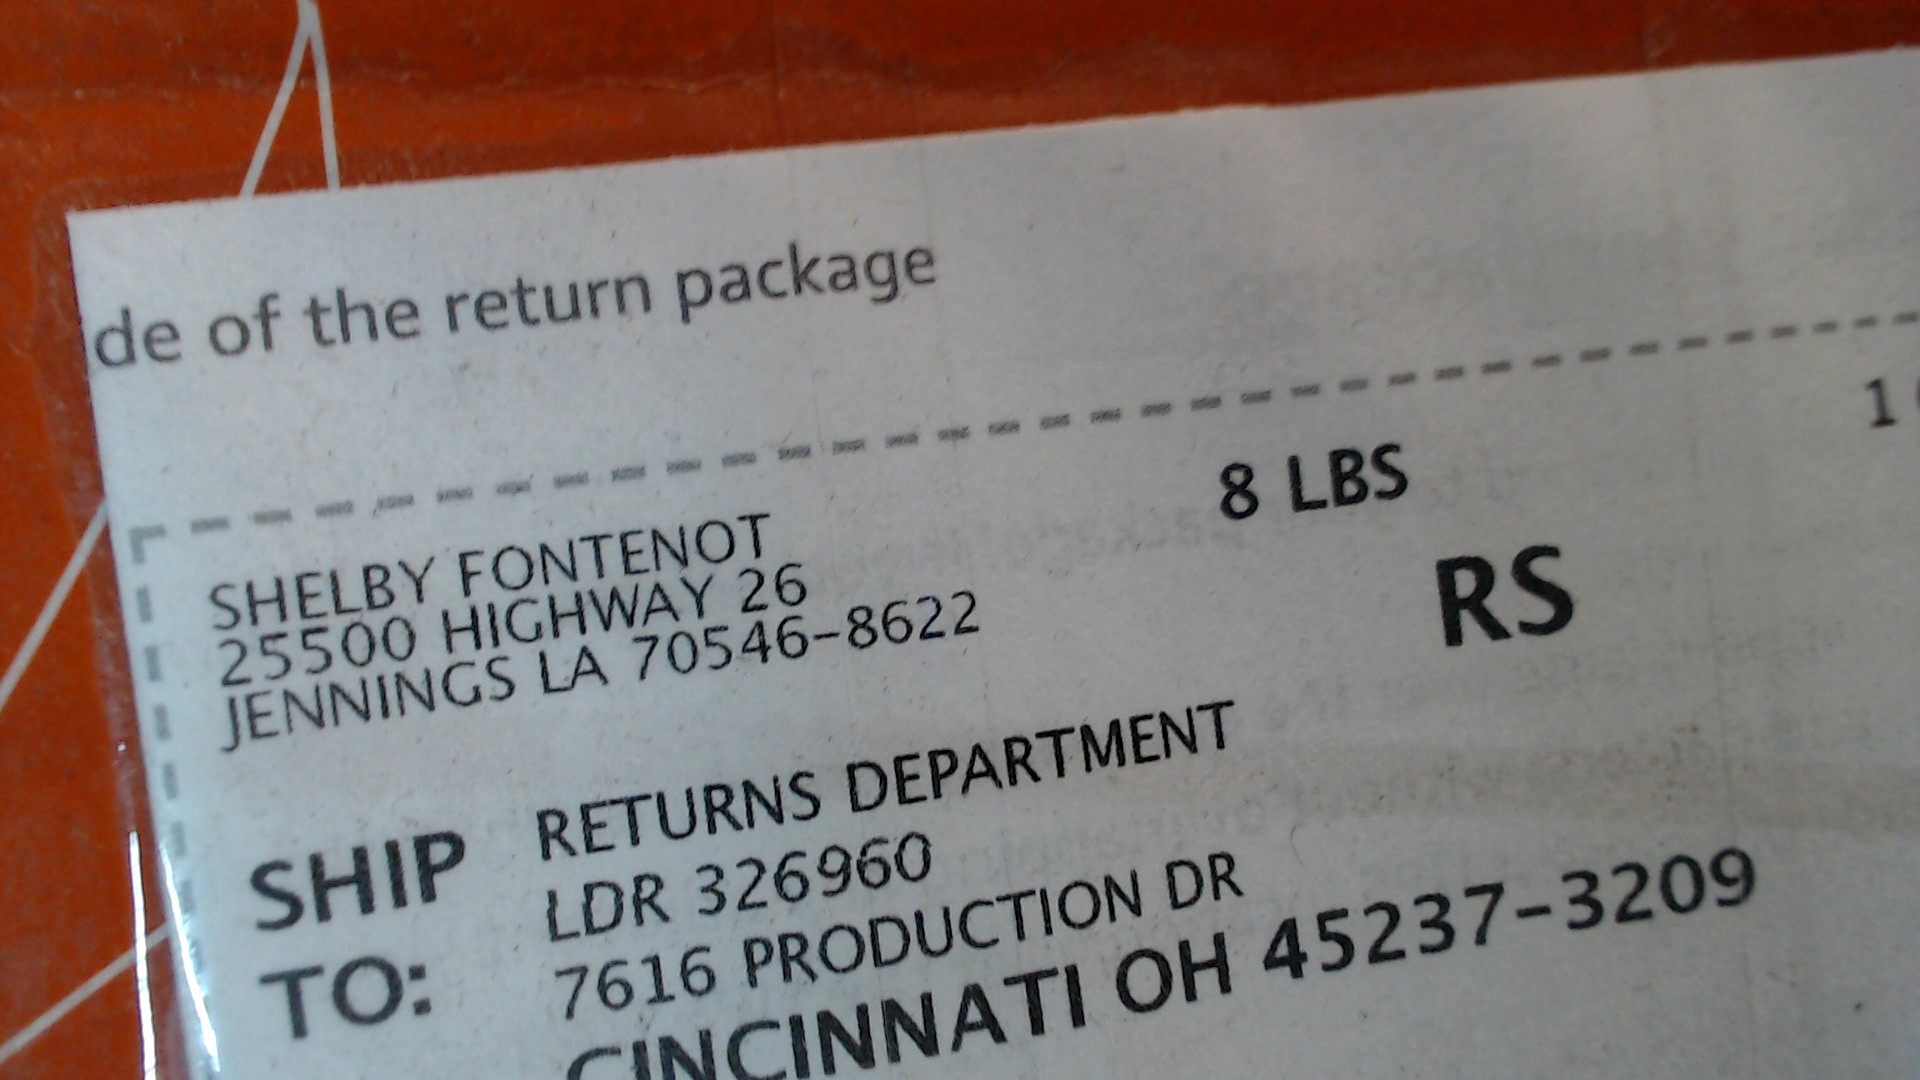 de of the return package
8 LBS
1
SHELBY FONTENOT
25500 HIGHWAY 26
JENNINGS LA 70546-8622
RS
SHIP
TO:
RETURNS DEPARTMENT
LDR 326960
7616 PRODUCTION DR
CINCINNATI OH 45237-3209